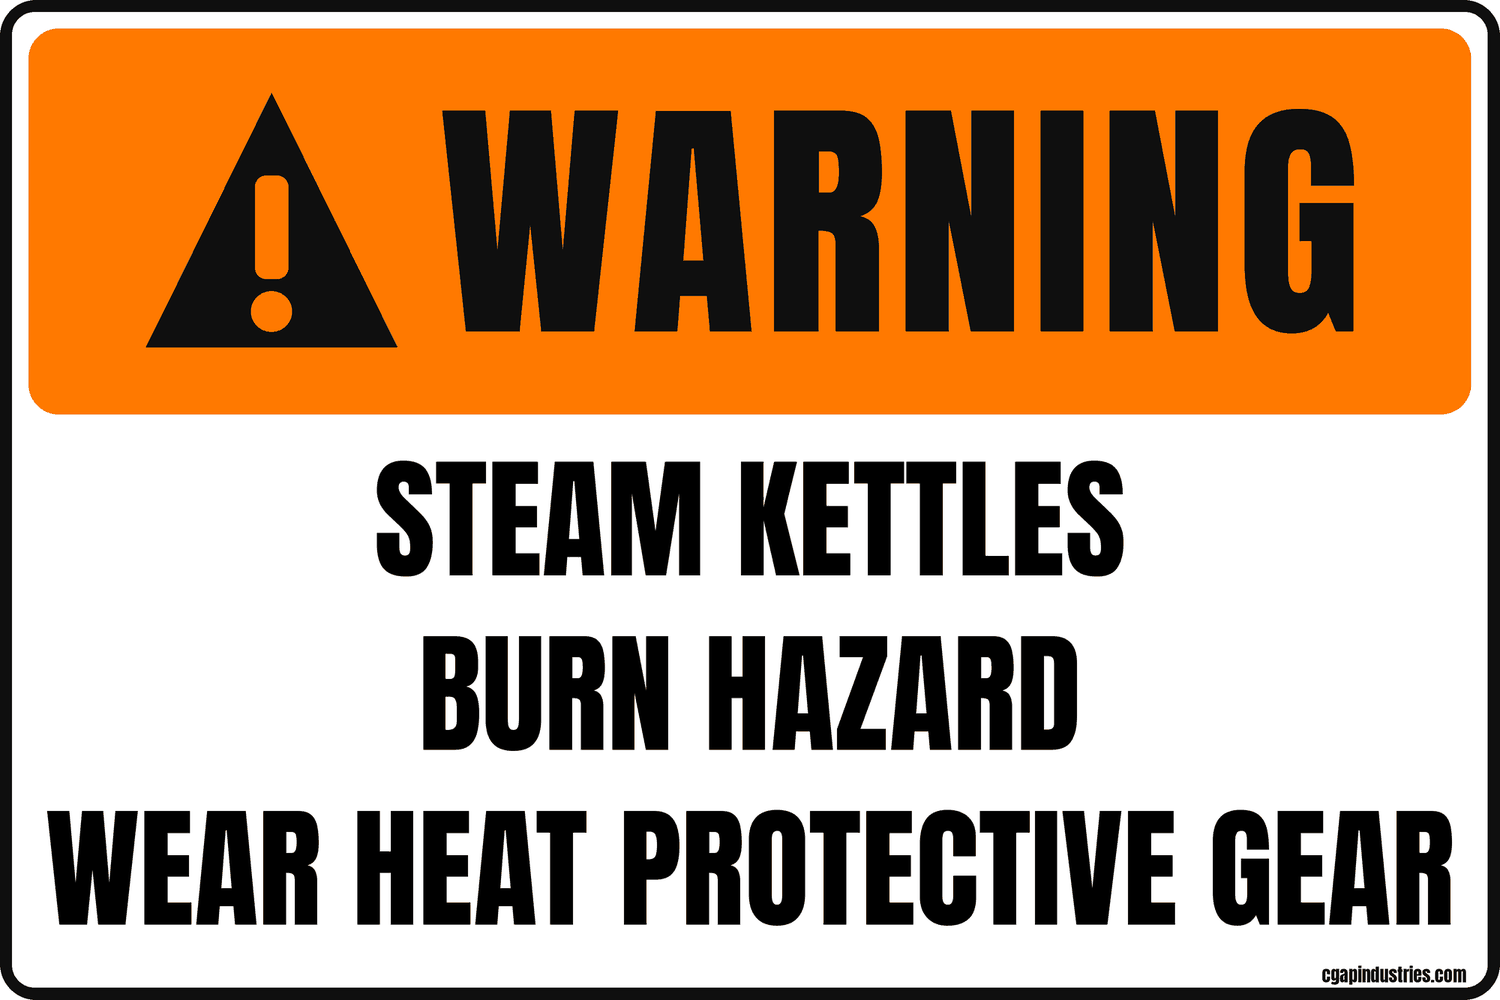 WARNING
STEAM KETTLES
BURN HAZARD
WEAR HEAT PROTECTIVE GEAR
cgapindustries.com